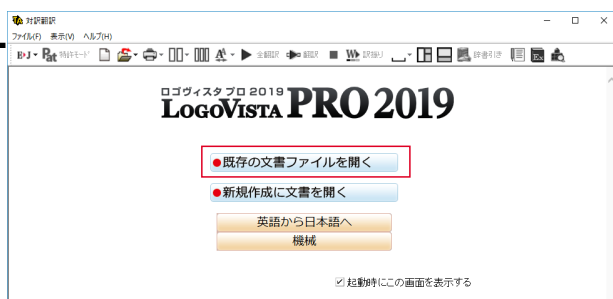 対訳翻訳
ファイル(F) 表示(V) ヘルプ(H)
E›J Pat 特許モード 全翻訳 翻訳 訳振り 辞書引き
ロゴヴィスタ プロ 2019
LOGOVISTA PRO 2019
●既存の文書ファイルを開く
●新規作成に文書を開く
英語から日本語へ
機械
起動時にこの画面を表示する